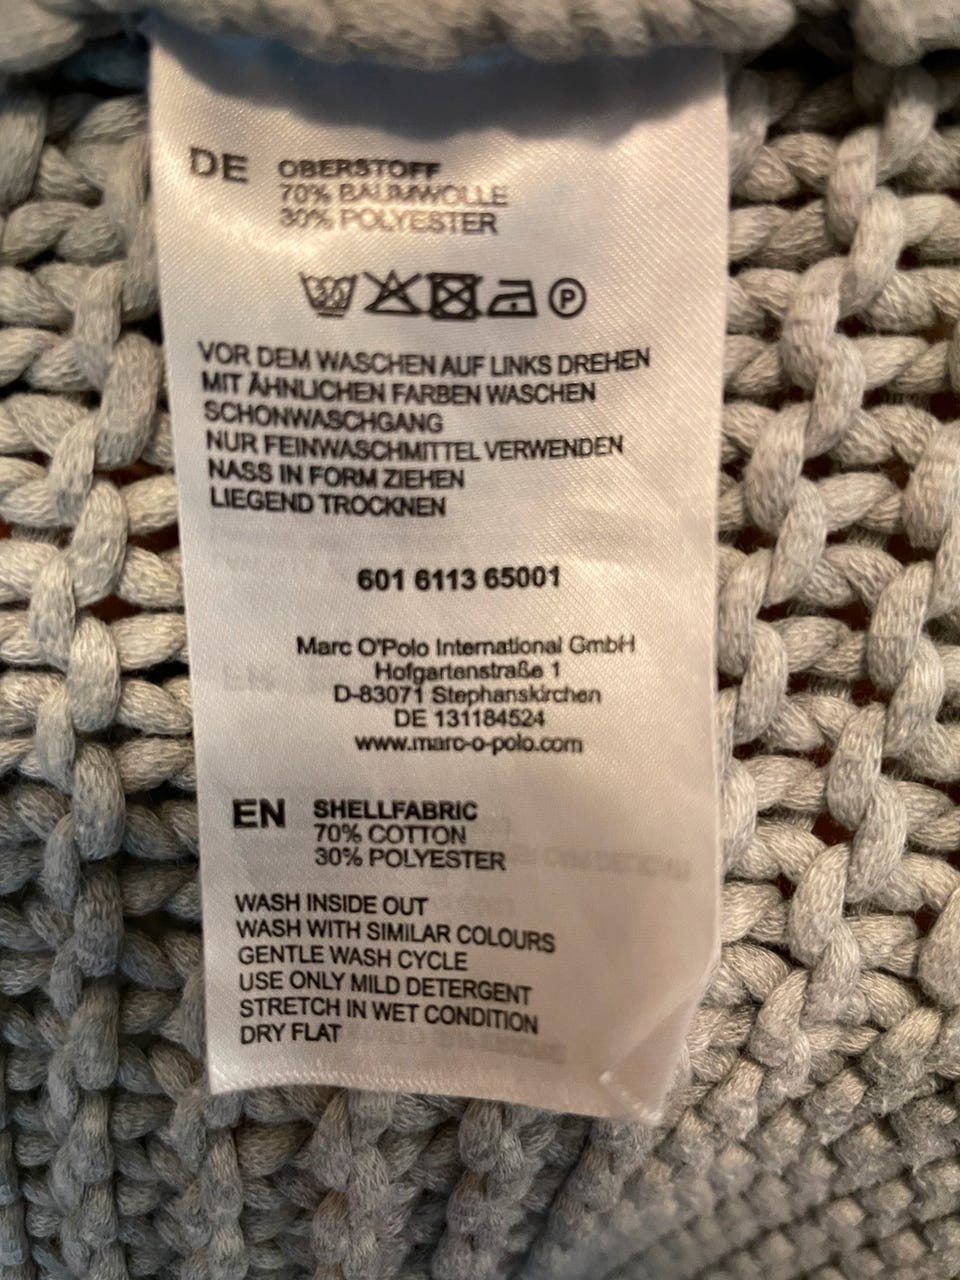 DE OBERSTOFF
70% BAUMWOLLE
30% POLYESTER
P
VOR DEM WASCHEN AUF LINKS DREHEN
MIT ÄHNLICHEN FARBEN WASCHEN
SCHONWASCHGANG
NUR FEINWASCHMITTEL VERWENDEN
NASS IN FORM ZIEHEN
LIEGEND TROCKNEN
601 6113 65001
Marc O'Polo International GmbH
Hofgartenstraße 1
D-83071 Stephanskirchen
DE 131184524
www.marc-o-polo.com
EN SHELLFABRIC
70% COTTON
30% POLYESTER
WASH INSIDE OUT
WASH WITH SIMILAR COLOURS
GENTLE WASH CYCLE
USE ONLY MILD DETERGENT
STRETCH IN WET CONDITION
DRY FLAT